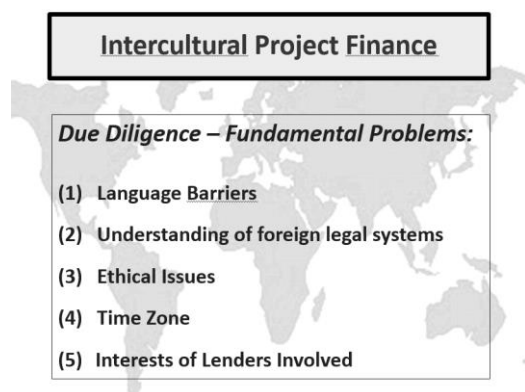 Intercultural Project Finance
Due Diligence – Fundamental Problems:
(1) Language Barriers
(2) Understanding of foreign legal systems
(3) Ethical Issues
(4) Time Zone
(5) Interests of Lenders Involved